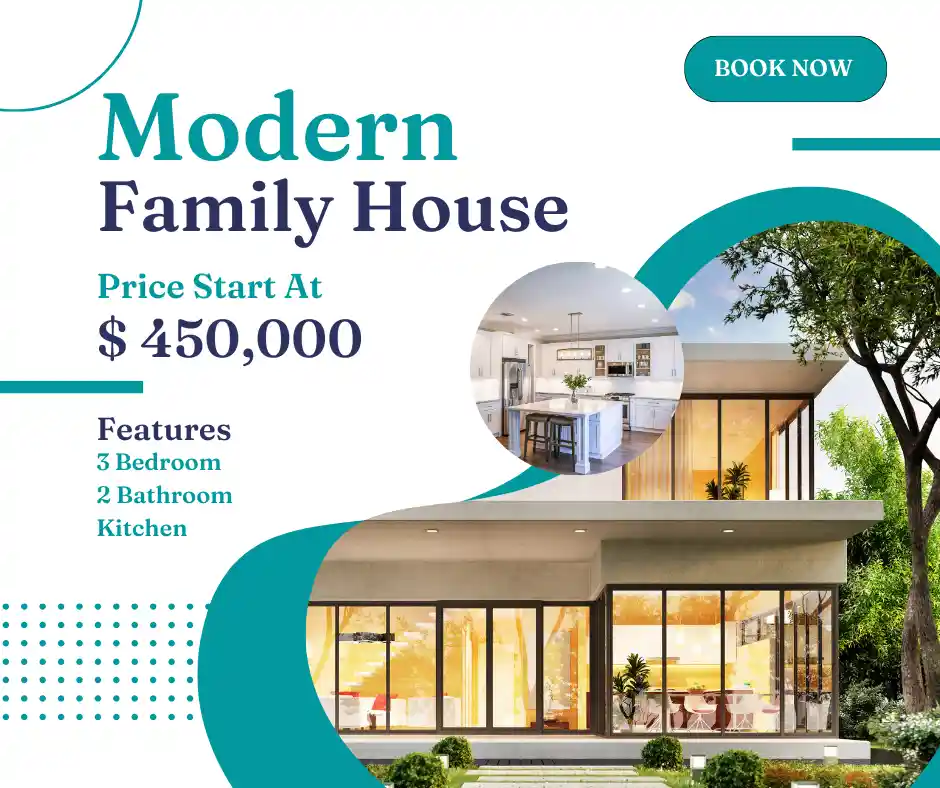 BOOK NOW
Modern
Family House
Price Start At
$ 450,000
Features
3 Bedroom
2 Bathroom
Kitchen